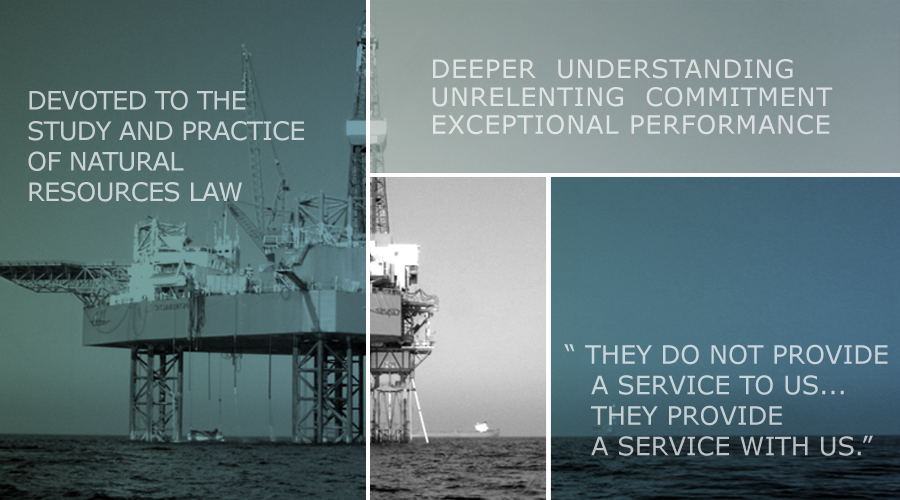 DEVOTED TO THE
STUDY AND PRACTICE
OF NATURAL
RESOURCES LAW
DEEPER UNDERSTANDING
UNRELENTING COMMITMENT
EXCEPTIONAL PERFORMANCE
“ THEY DO NOT PROVIDE
A SERVICE TO US...
THEY PROVIDE
A SERVICE WITH US.”